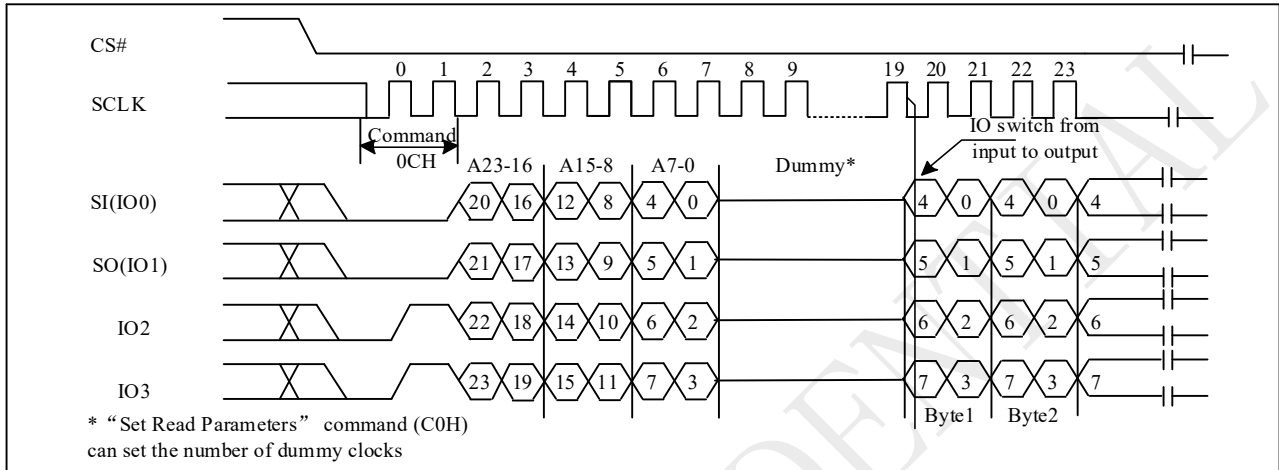 CS#
0 1 2 3 4 5 6 7 8 9 19 20 21 22 23
SCLK
Command
0CH
IO switch from
input to output
A23-16 A15-8 A7-0 Dummy*
SI(IO0) 20 16 12 8 4 0 4 0 4 0 4
SO(IO1) 21 17 13 9 5 1 5 1 5 1 5
IO2 22 18 14 10 6 2 6 2 6 2 6
IO3 23 19 15 11 7 3 7 3 7 3 7
Byte1 Byte2
* “Set Read Parameters” command (C0H)
can set the number of dummy clocks
DENTIAL